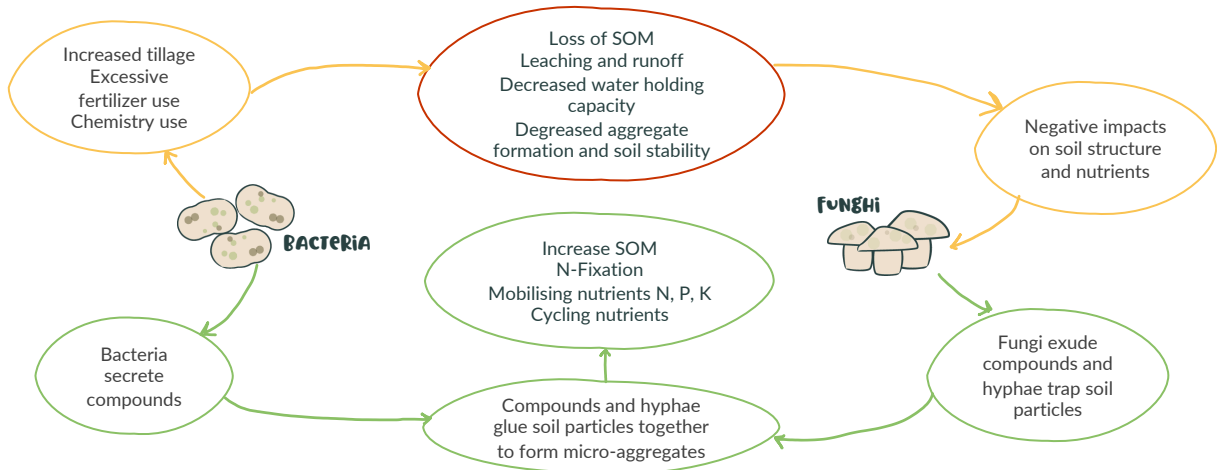 Increased tillage
Excessive
fertilizer use
Chemistry use
Loss of SOM
Leaching and runoff
Decreased water holding
capacity
Degreased aggregate
formation and soil stability
Negative impacts
on soil structure
and nutrients
BACTERIA
FUNGHI
Increase SOM
N-Fixation
Mobilising nutrients N, P, K
Cycling nutrients
Bacteria
secrete
compounds
Compounds and hyphae
glue soil particles together
to form micro-aggregates
Fungi exude
compounds and
hyphae trap soil
particles